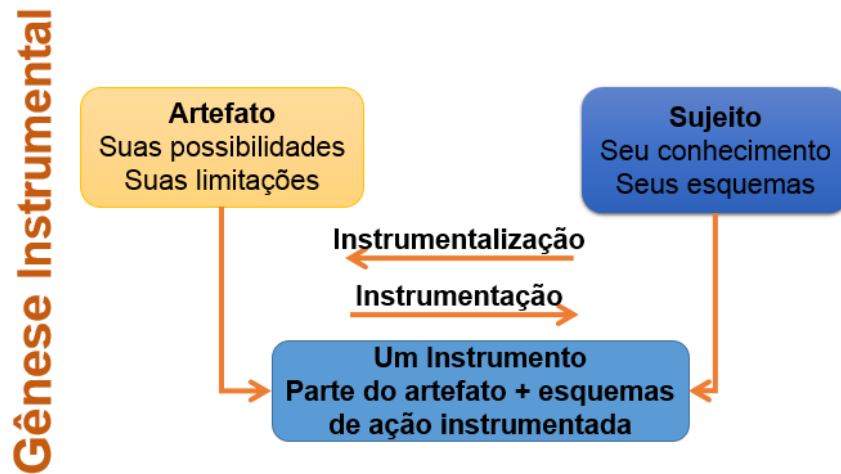 Gênese Instrumental
Artefato
Suas possibilidades
Suas limitações
Sujeito
Seu conhecimento
Seus esquemas
Instrumentalização
Instrumentação
Um Instrumento
Parte do artefato + esquemas
de ação instrumentada